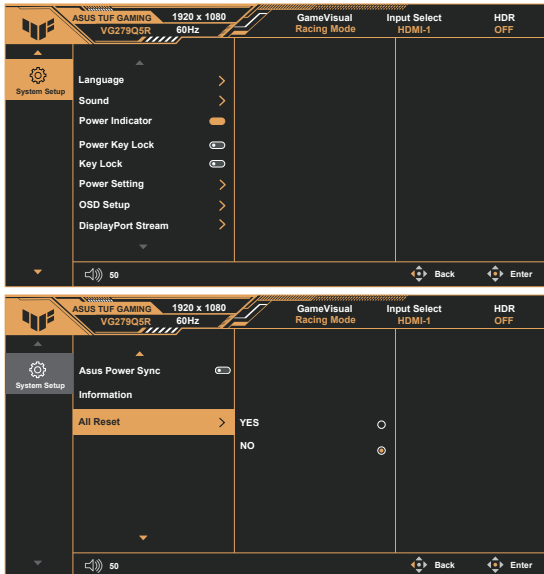 ASUS TUF GAMING 1920 x 1080 GameVisual Input Select HDR
VG279Q5R 60Hz Racing Mode HDMI-1 OFF
System Setup
Language
Sound
Power Indicator
Power Key Lock
Key Lock
Power Setting
OSD Setup
DisplayPort Stream
50 Back Enter
ASUS TUF GAMING 1920 x 1080 GameVisual Input Select HDR
VG279Q5R 60Hz Racing Mode HDMI-1 OFF
System Setup
Asus Power Sync
Information
All Reset YES
NO
50 Back Enter